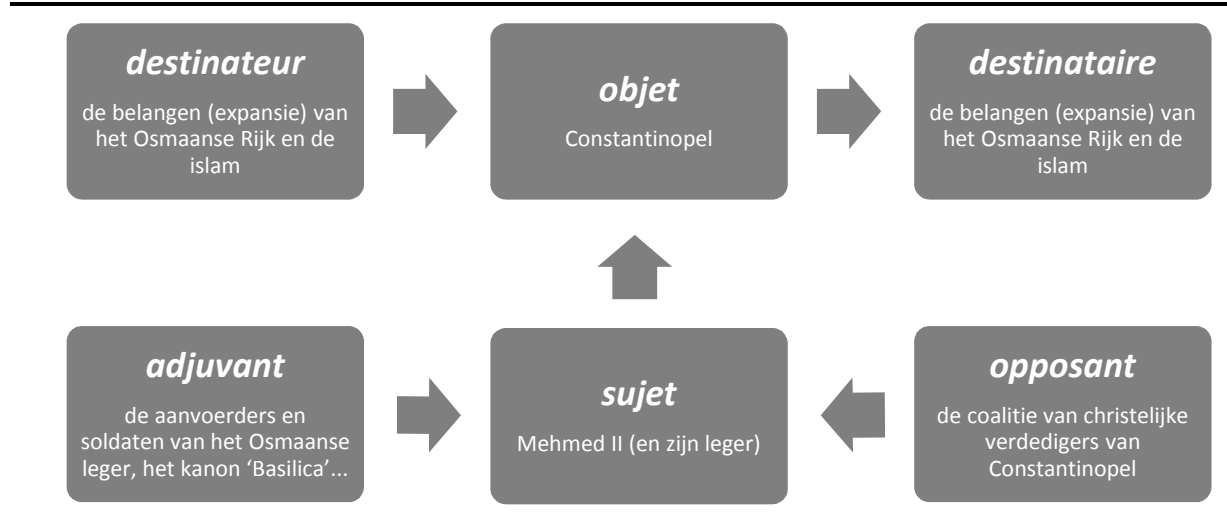 destinateur
de belangen (expansie) van
het Osmaanse Rijk en de
islam
objet
Constantinopel
destinataire
de belangen (expansie) van
het Osmaanse Rijk en de
islam
adjuvant
de aanvoerders en
soldaten van het Osmaanse
leger, het kanon ‘Basilica’...
sujet
Mehmed II (en zijn leger)
opposant
de coalitie van christelijke
verdedigers van
Constantinopel